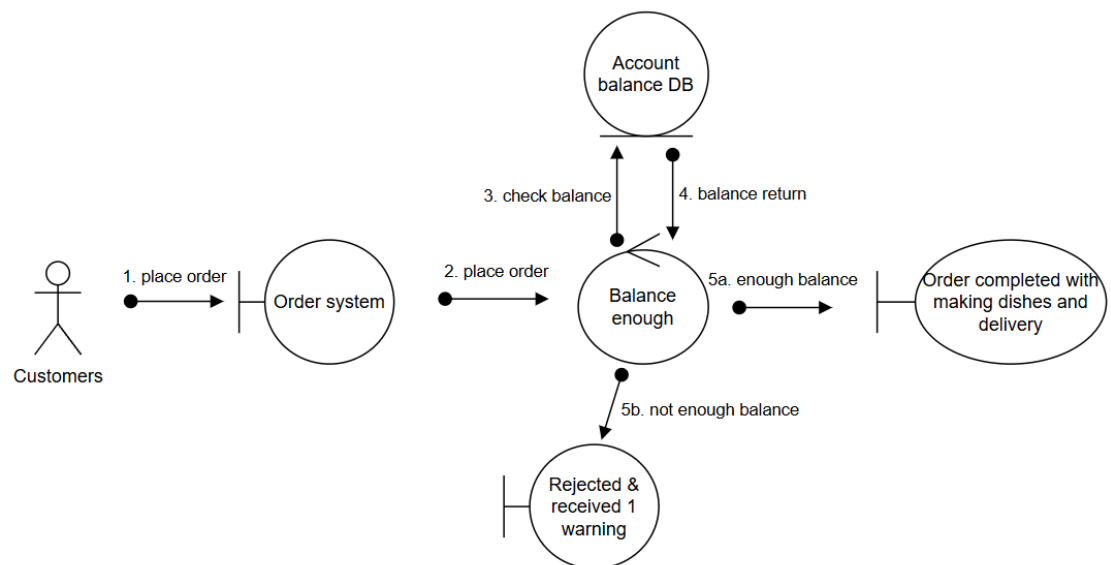 Account
balance DB
3. check balance
4. balance return
1. place order
2. place order
5a. enough balance
Order system
Balance
enough
Order completed with
making dishes and
delivery
Customers
5b. not enough balance
Rejected &
received 1
warning